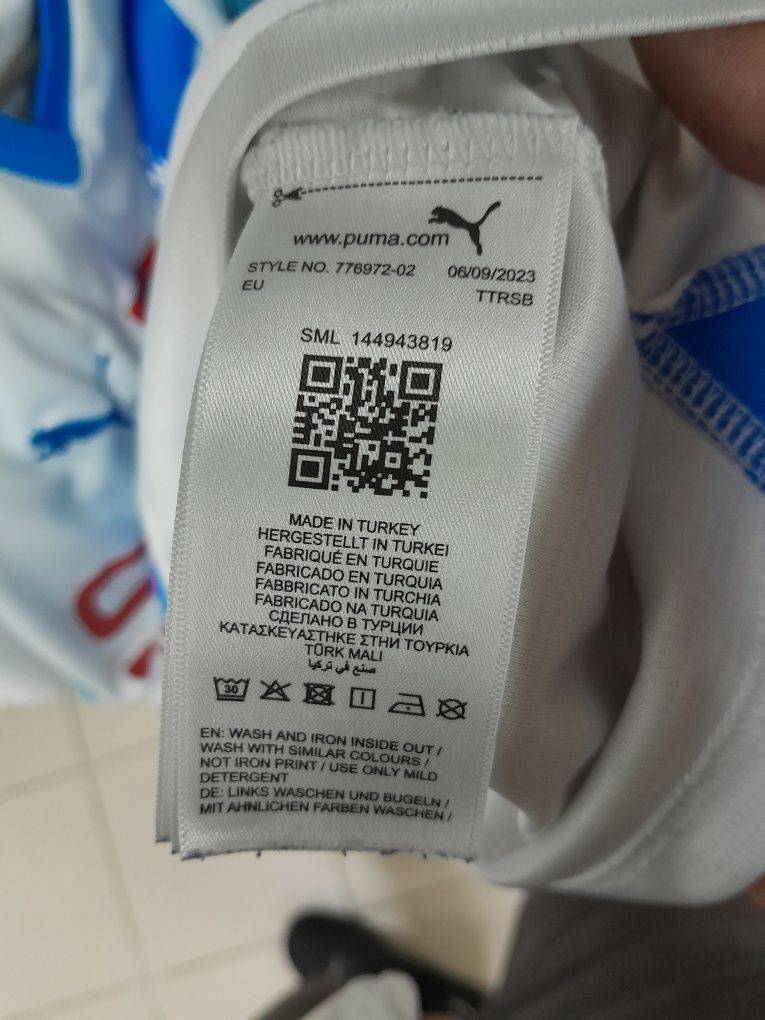 www.puma.com
STYLE NO. 776972-02 06/09/2023
EU TTRSB
SML 144943819
MADE IN TURKEY
HERGESTELLT IN TURKEI
FABRIQUÉ EN TURQUIE
FABRICADO EN TURQUIA
FABBRICATO IN TURCHIA
FABRICADO NA TURQUIA
СДЕЛАНО В ТУРЦИИ
ΚΑΤΑΣΚΕΥΑΣΤΗΚΕ ΣΤΗΝ ΤΟΥΡΚΙΑ
TÜRK MALI
صنع في تركيا
30
EN: WASH AND IRON INSIDE OUT /
WASH WITH SIMILAR COLOURS /
NOT IRON PRINT / USE ONLY MILD
DETERGENT
DE: LINKS WASCHEN UND BUGELN /
MIT AHNLICHEN FARBEN WASCHEN /